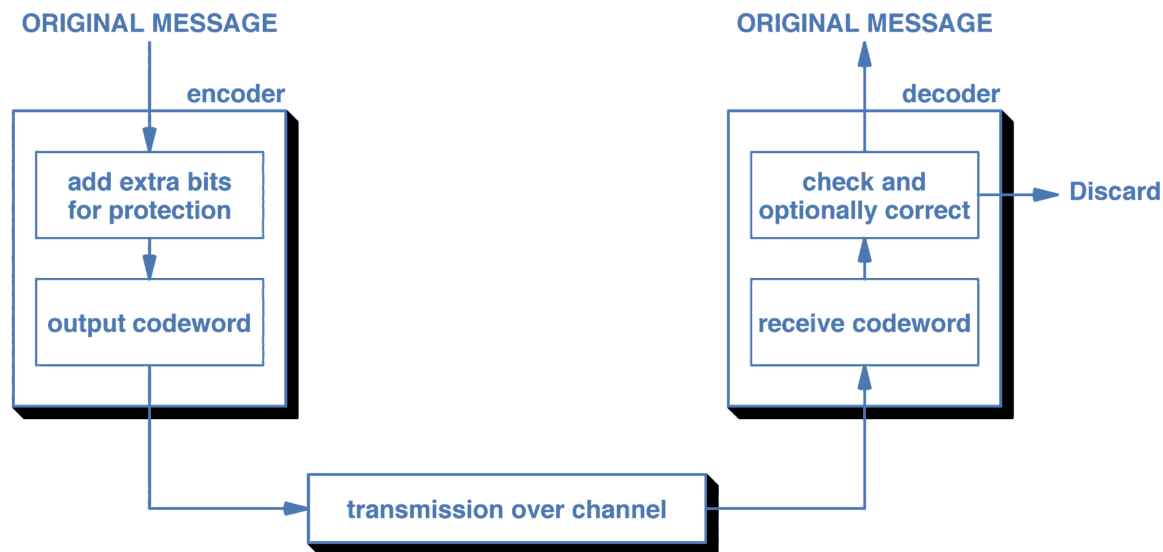 ORIGINAL MESSAGE
encoder
add extra bits
for protection
output codeword
transmission over channel
ORIGINAL MESSAGE
decoder
check and
optionally correct
Discard
receive codeword